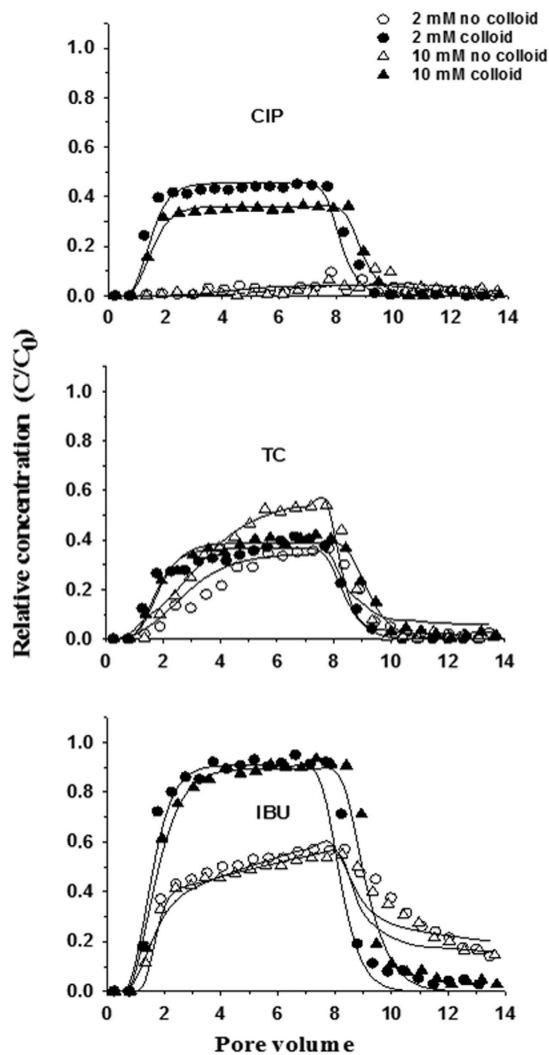 2 mM no colloid
2 mM colloid
10 mM no colloid
10 mM colloid
CIP
1.0
0.8
0.6
0.4
0.2
0.0
0 2 4 6 8 10 12 14
Relative concentration (C/C0)
TC
1.0
0.8
0.6
0.4
0.2
0.0
0 2 4 6 8 10 12 14
IBU
1.0
0.8
0.6
0.4
0.2
0.0
0 2 4 6 8 10 12 14
Pore volume